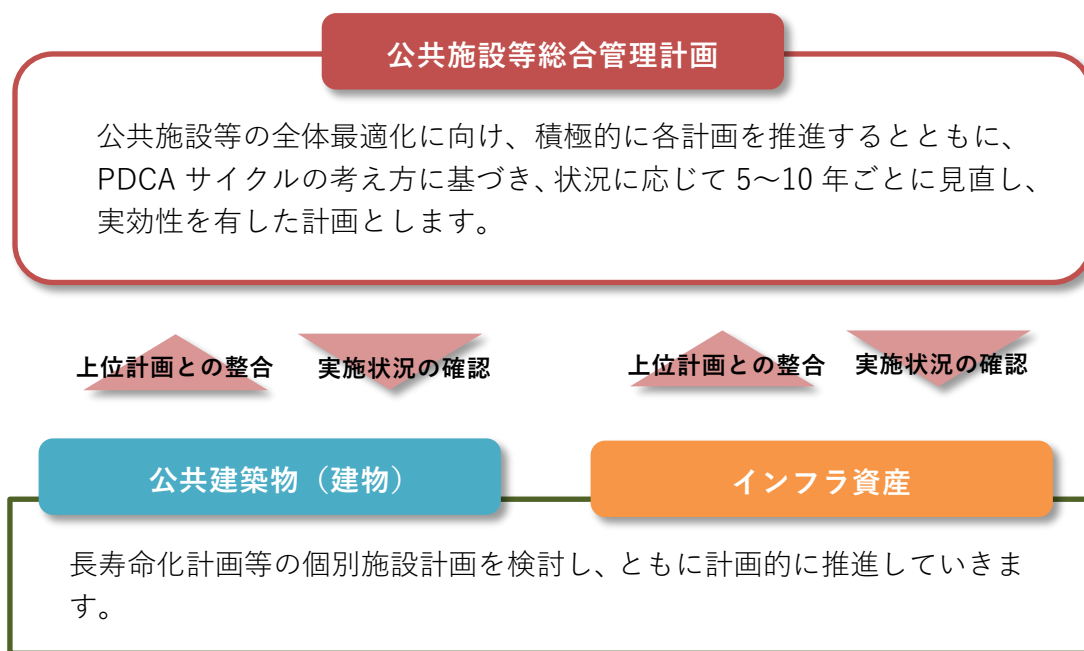 公共施設等総合管理計画
公共施設等の全体最適化に向け、積極的に各計画を推進するとともに、
PDCA サイクルの考え方に基づき、状況に応じて 5～10 年ごとに見直し、
実効性を有した計画とします。
上位計画との整合 実施状況の確認 上位計画との整合 実施状況の確認
公共建築物（建物） インフラ資産
長寿命化計画等の個別施設計画を検討し、ともに計画的に推進していきま
す。